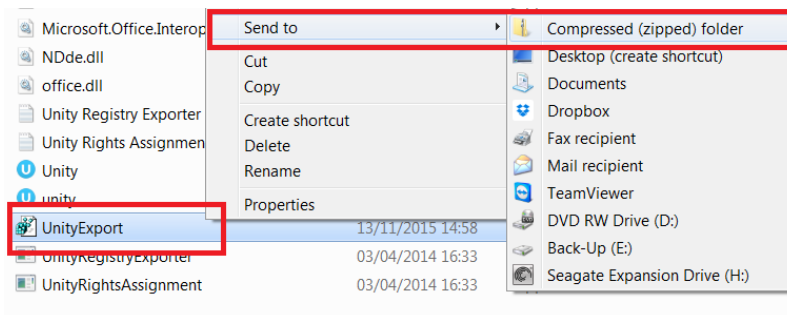 Microsoft.Office.Interop
NDde.dll
office.dll
Unity Registry Exporter
Unity Rights Assignmen
Unity
unity
UnityExport 13/11/2015 14:58
UnityRegistryExporter 03/04/2014 16:33
UnityRightsAssignment 03/04/2014 16:33
Send to
Cut
Copy
Create shortcut
Delete
Rename
Properties
Compressed (zipped) folder
Desktop (create shortcut)
Documents
Dropbox
Fax recipient
Mail recipient
TeamViewer
DVD RW Drive (D:)
Back-Up (E:)
Seagate Expansion Drive (H:)